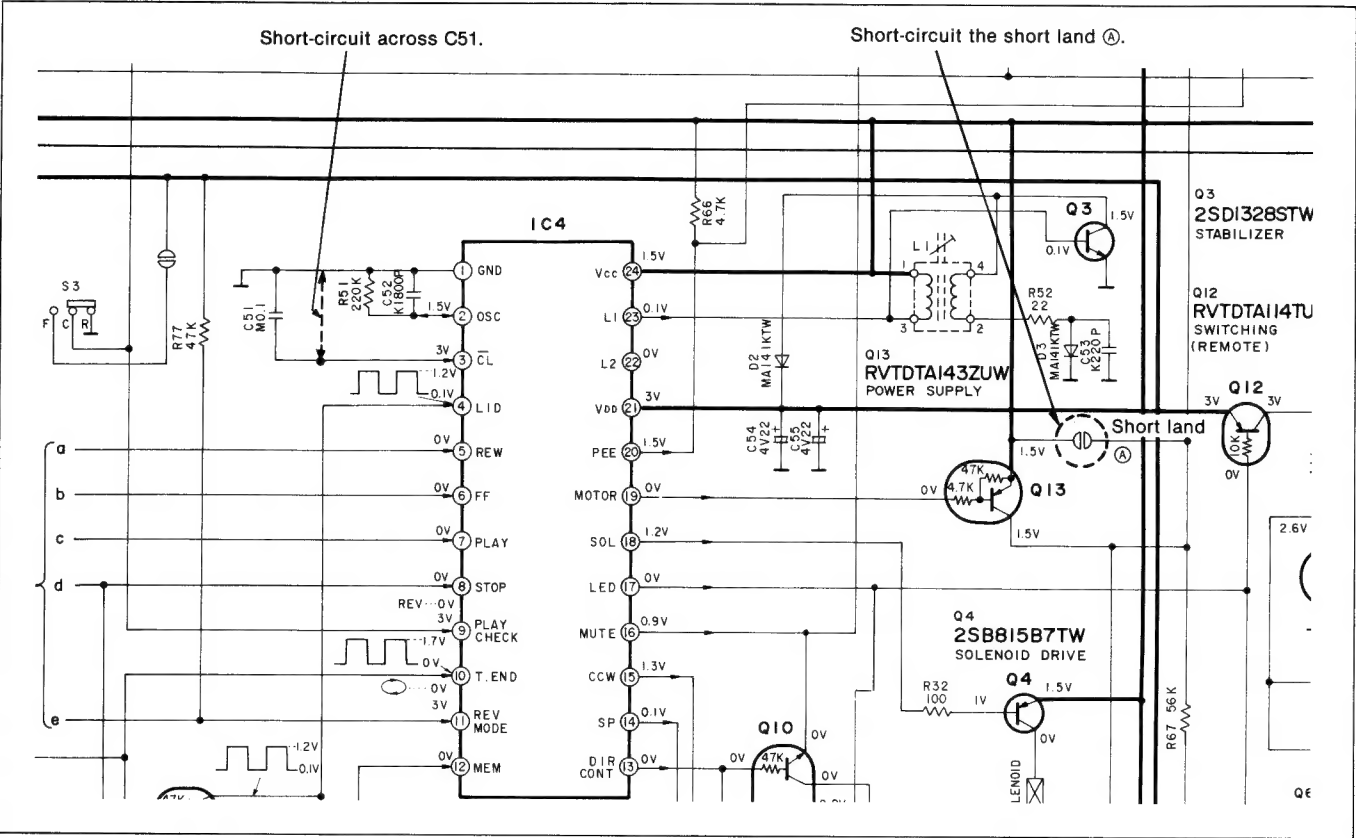 Short-circuit across C51.
Short-circuit the short land Ⓐ.
IC4
S3
F C R
R77
47K
C51
M0.1
R51
220K
C52
K1800P
1.5V
3V
1.2V
0.1V
1 GND
2 OSC
3 C̅L̅
4 LID
0V
5 REW
0V
6 FF
0V
7 PLAY
0V
8 STOP
REV···0V
3V
9 PLAY CHECK
1.7V
0V
···0V
10 T.END
3V
11 REV MODE
0V
12 MEM
a
b
c
d
e
1.2V
0.1V
47K
Vcc 24 1.5V
L1 23 0.1V
L2 22 0V
VDD 21 3V
PEE 20 1.5V
MOTOR 19 0V
SOL 18 1.2V
LED 17 0V
MUTE 16 0.9V
CCW 15 1.3V
SP 14 0.1V
DIR CONT 13 0V
R66
4.7K
D2
MA141KTW
C54
4V22
+
C55
4V22
+
L1
1
4
3
2
Q3
1.5V
0.1V
R52
22
D3
MA141KTW
C53
K220P
Q13
RVTDTA143ZUW
POWER SUPPLY
Q3
2SD1328STW
STABILIZER
Q12
RVTDTA114TU
SWITCHING
(REMOTE)
Q12
3V
3V
10K
0V
Short land
1.5V
Ⓐ
47K
4.7K
0V
Q13
1.5V
2.6V
Q4
2SB815B7TW
SOLENOID DRIVE
Q4
R32
100
1V
1.5V
0V
LENOID
R67 56K
Q10
0V
47K
0V
0V